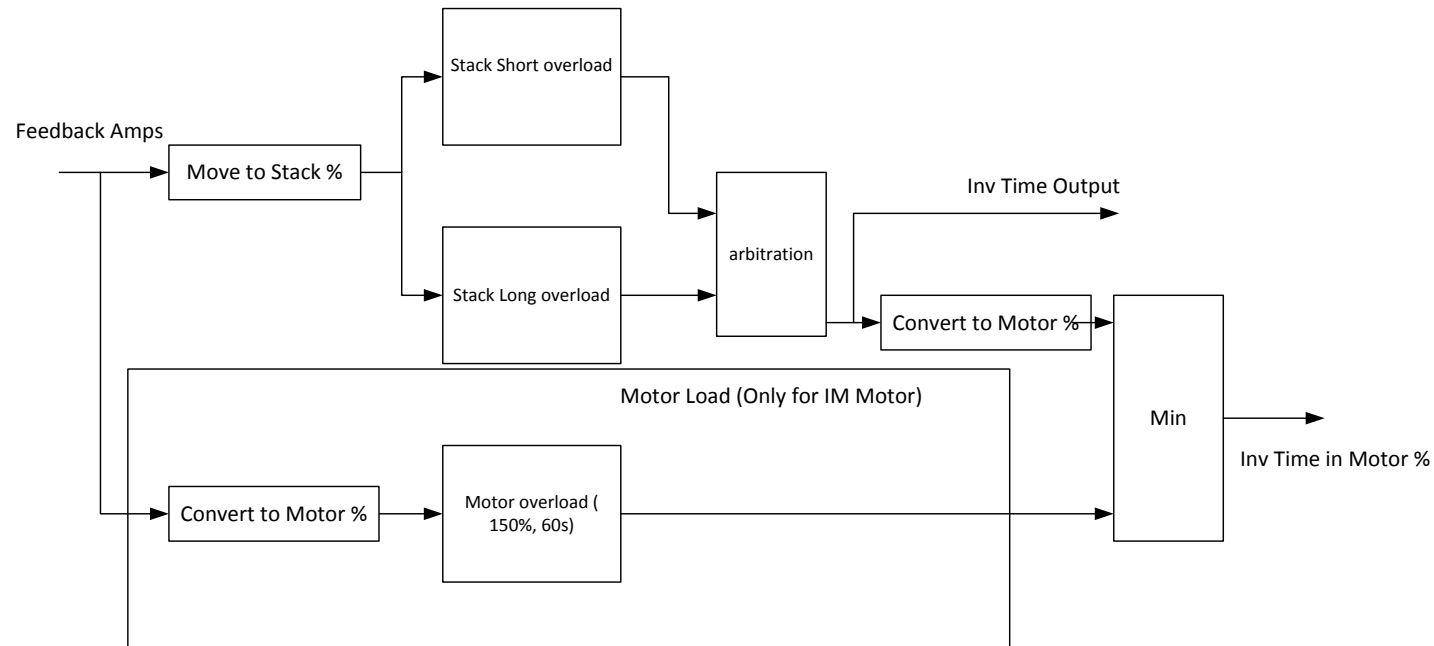 Stack Short overload
Feedback Amps
Move to Stack %
Inv Time Output
arbitration
Stack Long overload
Convert to Motor %
Motor Load (Only for IM Motor)
Min
Inv Time in Motor %
Convert to Motor %
Motor overload (
150%, 60s)